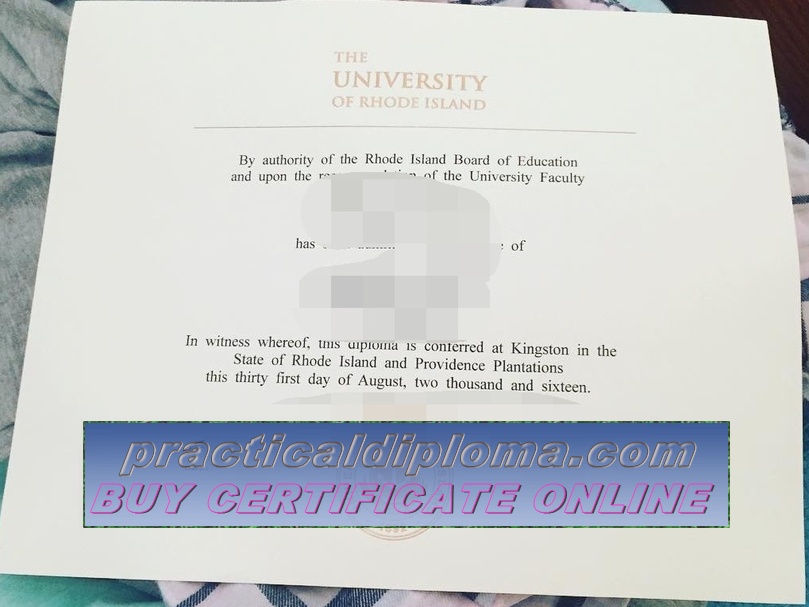 THE
UNIVERSITY
OF RHODE ISLAND
By authority of the Rhode Island Board of Education
and upon the of the University Faculty
has of
In witness whereof, this diploma is conferred at Kingston in the
State of Rhode Island and Providence Plantations
this thirty first day of August, two thousand and sixteen.
practicaldiploma.com
BUY CERTIFICATE ONLINE
1892